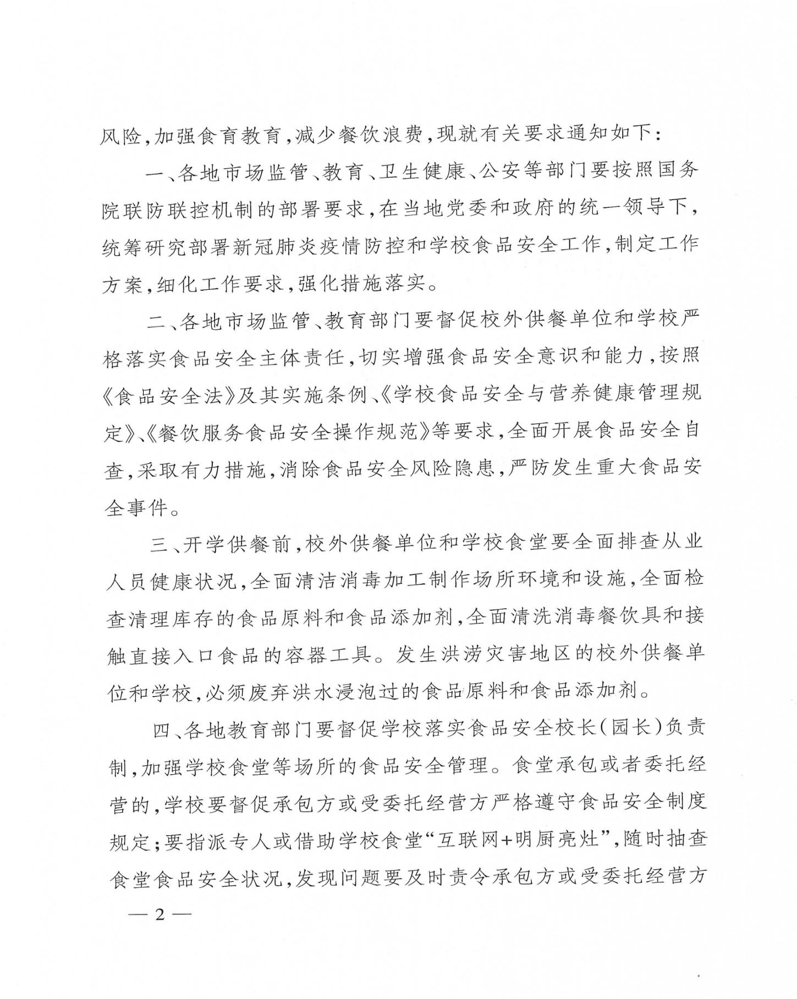 风险,加强食育教育,减少餐饮浪费,现就有关要求通知如下:
一、各地市场监管、教育、卫生健康、公安等部门要按照国务
院联防联控机制的部署要求,在当地党委和政府的统一领导下,
统筹研究部署新冠肺炎疫情防控和学校食品安全工作,制定工作
方案,细化工作要求,强化措施落实。
二、各地市场监管、教育部门要督促校外供餐单位和学校严
格落实食品安全主体责任,切实增强食品安全意识和能力,按照
《食品安全法》及其实施条例、《学校食品安全与营养健康管理规
定》、《餐饮服务食品安全操作规范》等要求,全面开展食品安全自
查,采取有力措施,消除食品安全风险隐患,严防发生重大食品安
全事件。
三、开学供餐前,校外供餐单位和学校食堂要全面排查从业
人员健康状况,全面清洁消毒加工制作场所环境和设施,全面检
查清理库存的食品原料和食品添加剂,全面清洗消毒餐饮具和接
触直接入口食品的容器工具。发生洪涝灾害地区的校外供餐单
位和学校,必须废弃洪水浸泡过的食品原料和食品添加剂。
四、各地教育部门要督促学校落实食品安全校长(园长)负责
制,加强学校食堂等场所的食品安全管理。食堂承包或者委托经
营的,学校要督促承包方或受委托经营方严格遵守食品安全制度
规定;要指派专人或借助学校食堂“互联网+明厨亮灶”,随时抽查
食堂食品安全状况,发现问题要及时责令承包方或受委托经营方
— 2 —